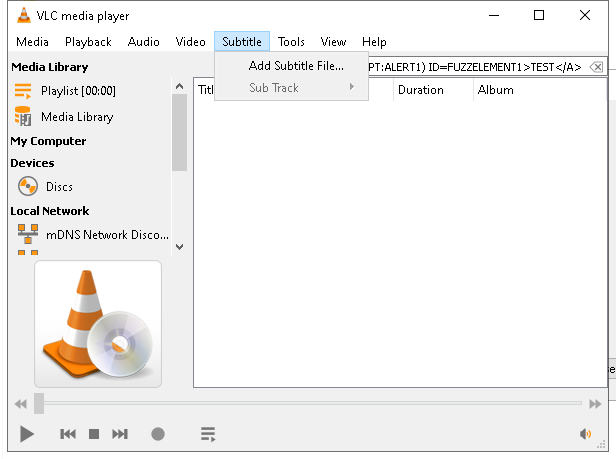 VLC media player
Media Playback Audio Video Subtitle Tools View Help
Media Library
PT:ALERT1) ID=FUZZELEMENT1>TEST</A>
Add Subtitle File...
Playlist [00:00]
Titl Duration Album
Sub Track
Media Library
My Computer
Devices
Discs
Local Network
mDNS Network Disco...